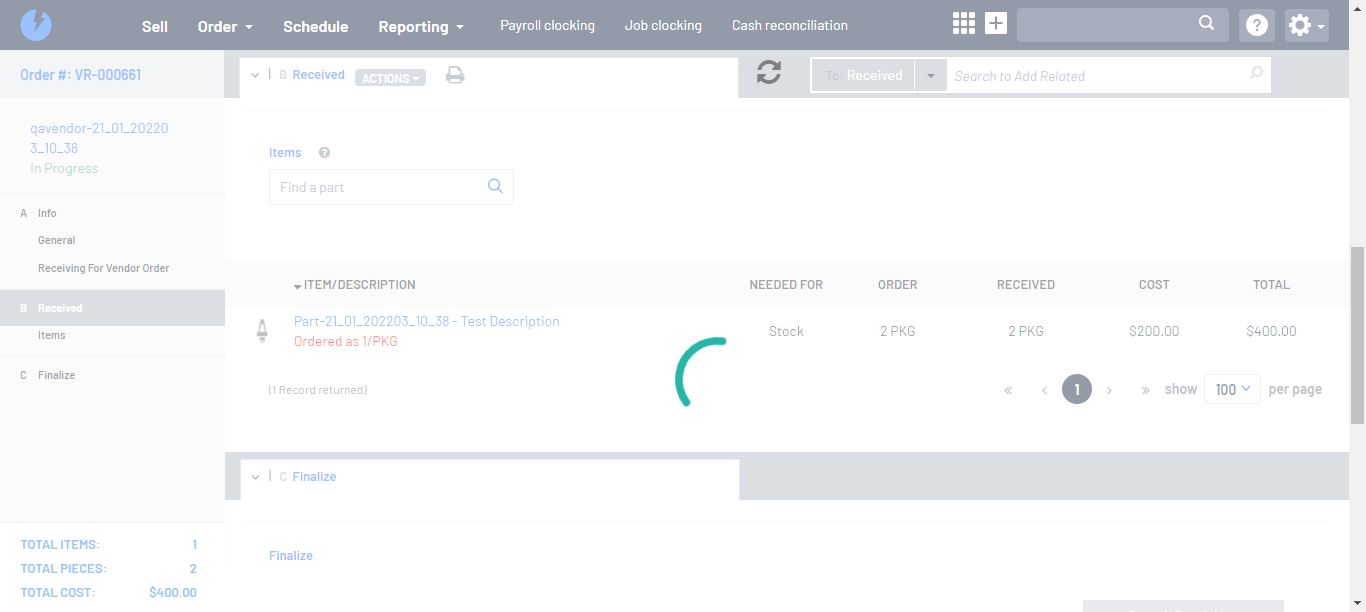 Sell Order Schedule Reporting Payroll clocking Job clocking Cash reconciliation
Order #: VR-000661
B Received ACTIONS
To: Received Search to Add Related
qavendor-21_01_20220
3_10_38
In Progress
A Info
General
Receiving For Vendor Order
B Received
Items
C Finalize
Items
Find a part
ITEM/DESCRIPTION NEEDED FOR ORDER RECEIVED COST TOTAL
Part-21_01_202203_10_38 - Test Description Stock 2 PKG 2 PKG $200.00 $400.00
Ordered as 1/PKG
(1 Record returned) « ‹ 1 › » show 100 per page
C Finalize
Finalize
TOTAL ITEMS: 1
TOTAL PIECES: 2
TOTAL COST: $400.00